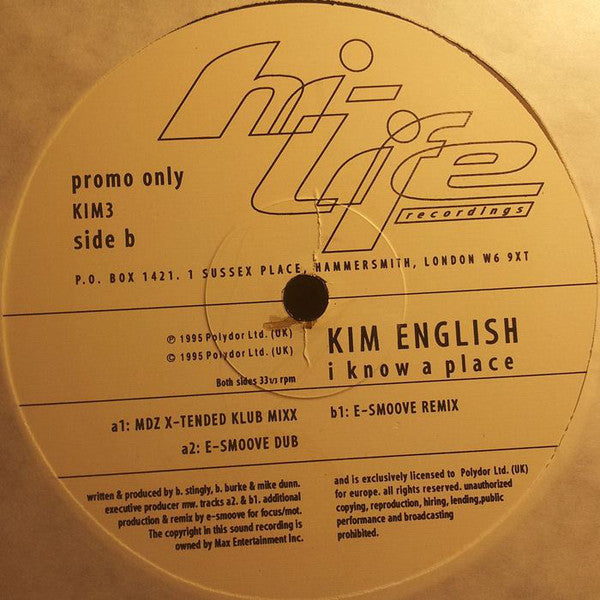 hi-life
recordings
promo only
KIM3
side b
P.O. BOX 1421. 1 SUSSEX PLACE, HAMMERSMITH, LONDON W6 9XT
℗ 1995 Polydor Ltd. (UK)
© 1995 Polydor Ltd. (UK)
Both sides 33 1/3 rpm
KIM ENGLISH
i know a place
a1: MDZ X-TENDED KLUB MIXX
a2: E-SMOOVE DUB
b1: E-SMOOVE REMIX
written & produced by b. stingly, b. burke & mike dunn.
executive producer mw. tracks a2. & b1. additional
production & remix by e-smoove for focus/mot.
The copyright in this sound recording is
owned by Max Entertainment Inc.
and is exclusively licensed to Polydor Ltd. (UK)
for europe. all rights reserved. unauthorized
copying, reproduction, hiring, lending,public
performance and broadcasting
prohibited.